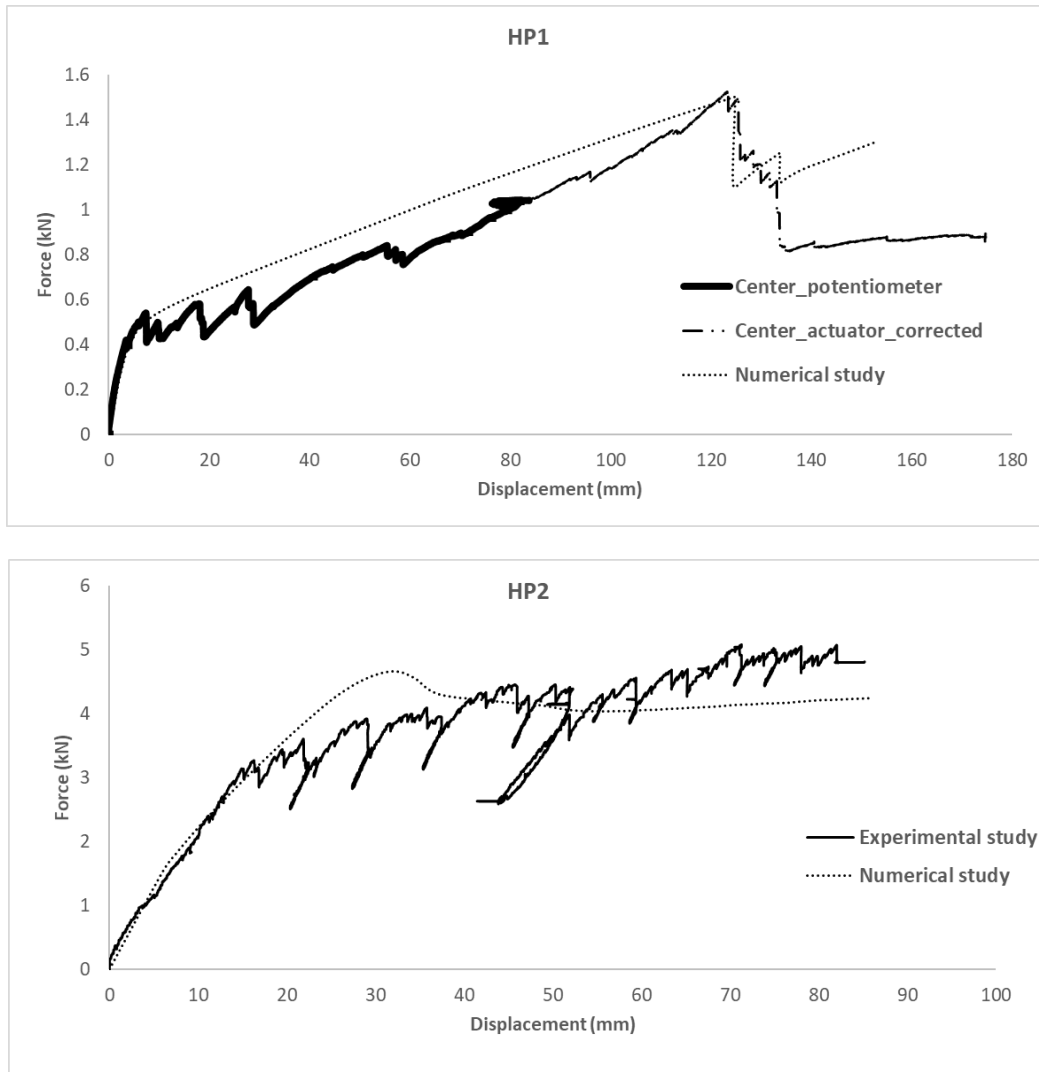 HP1
1.6
1.4
1.2
1
0.8
0.6
0.4
0.2
0
Force (kN)
0 20 40 60 80 100 120 140 160 180
Displacement (mm)
Center_potentiometer
Center_actuator_corrected
Numerical study
HP2
6
5
4
3
2
1
0
Force (kN)
0 10 20 30 40 50 60 70 80 90 100
Displacement (mm)
Experimental study
Numerical study